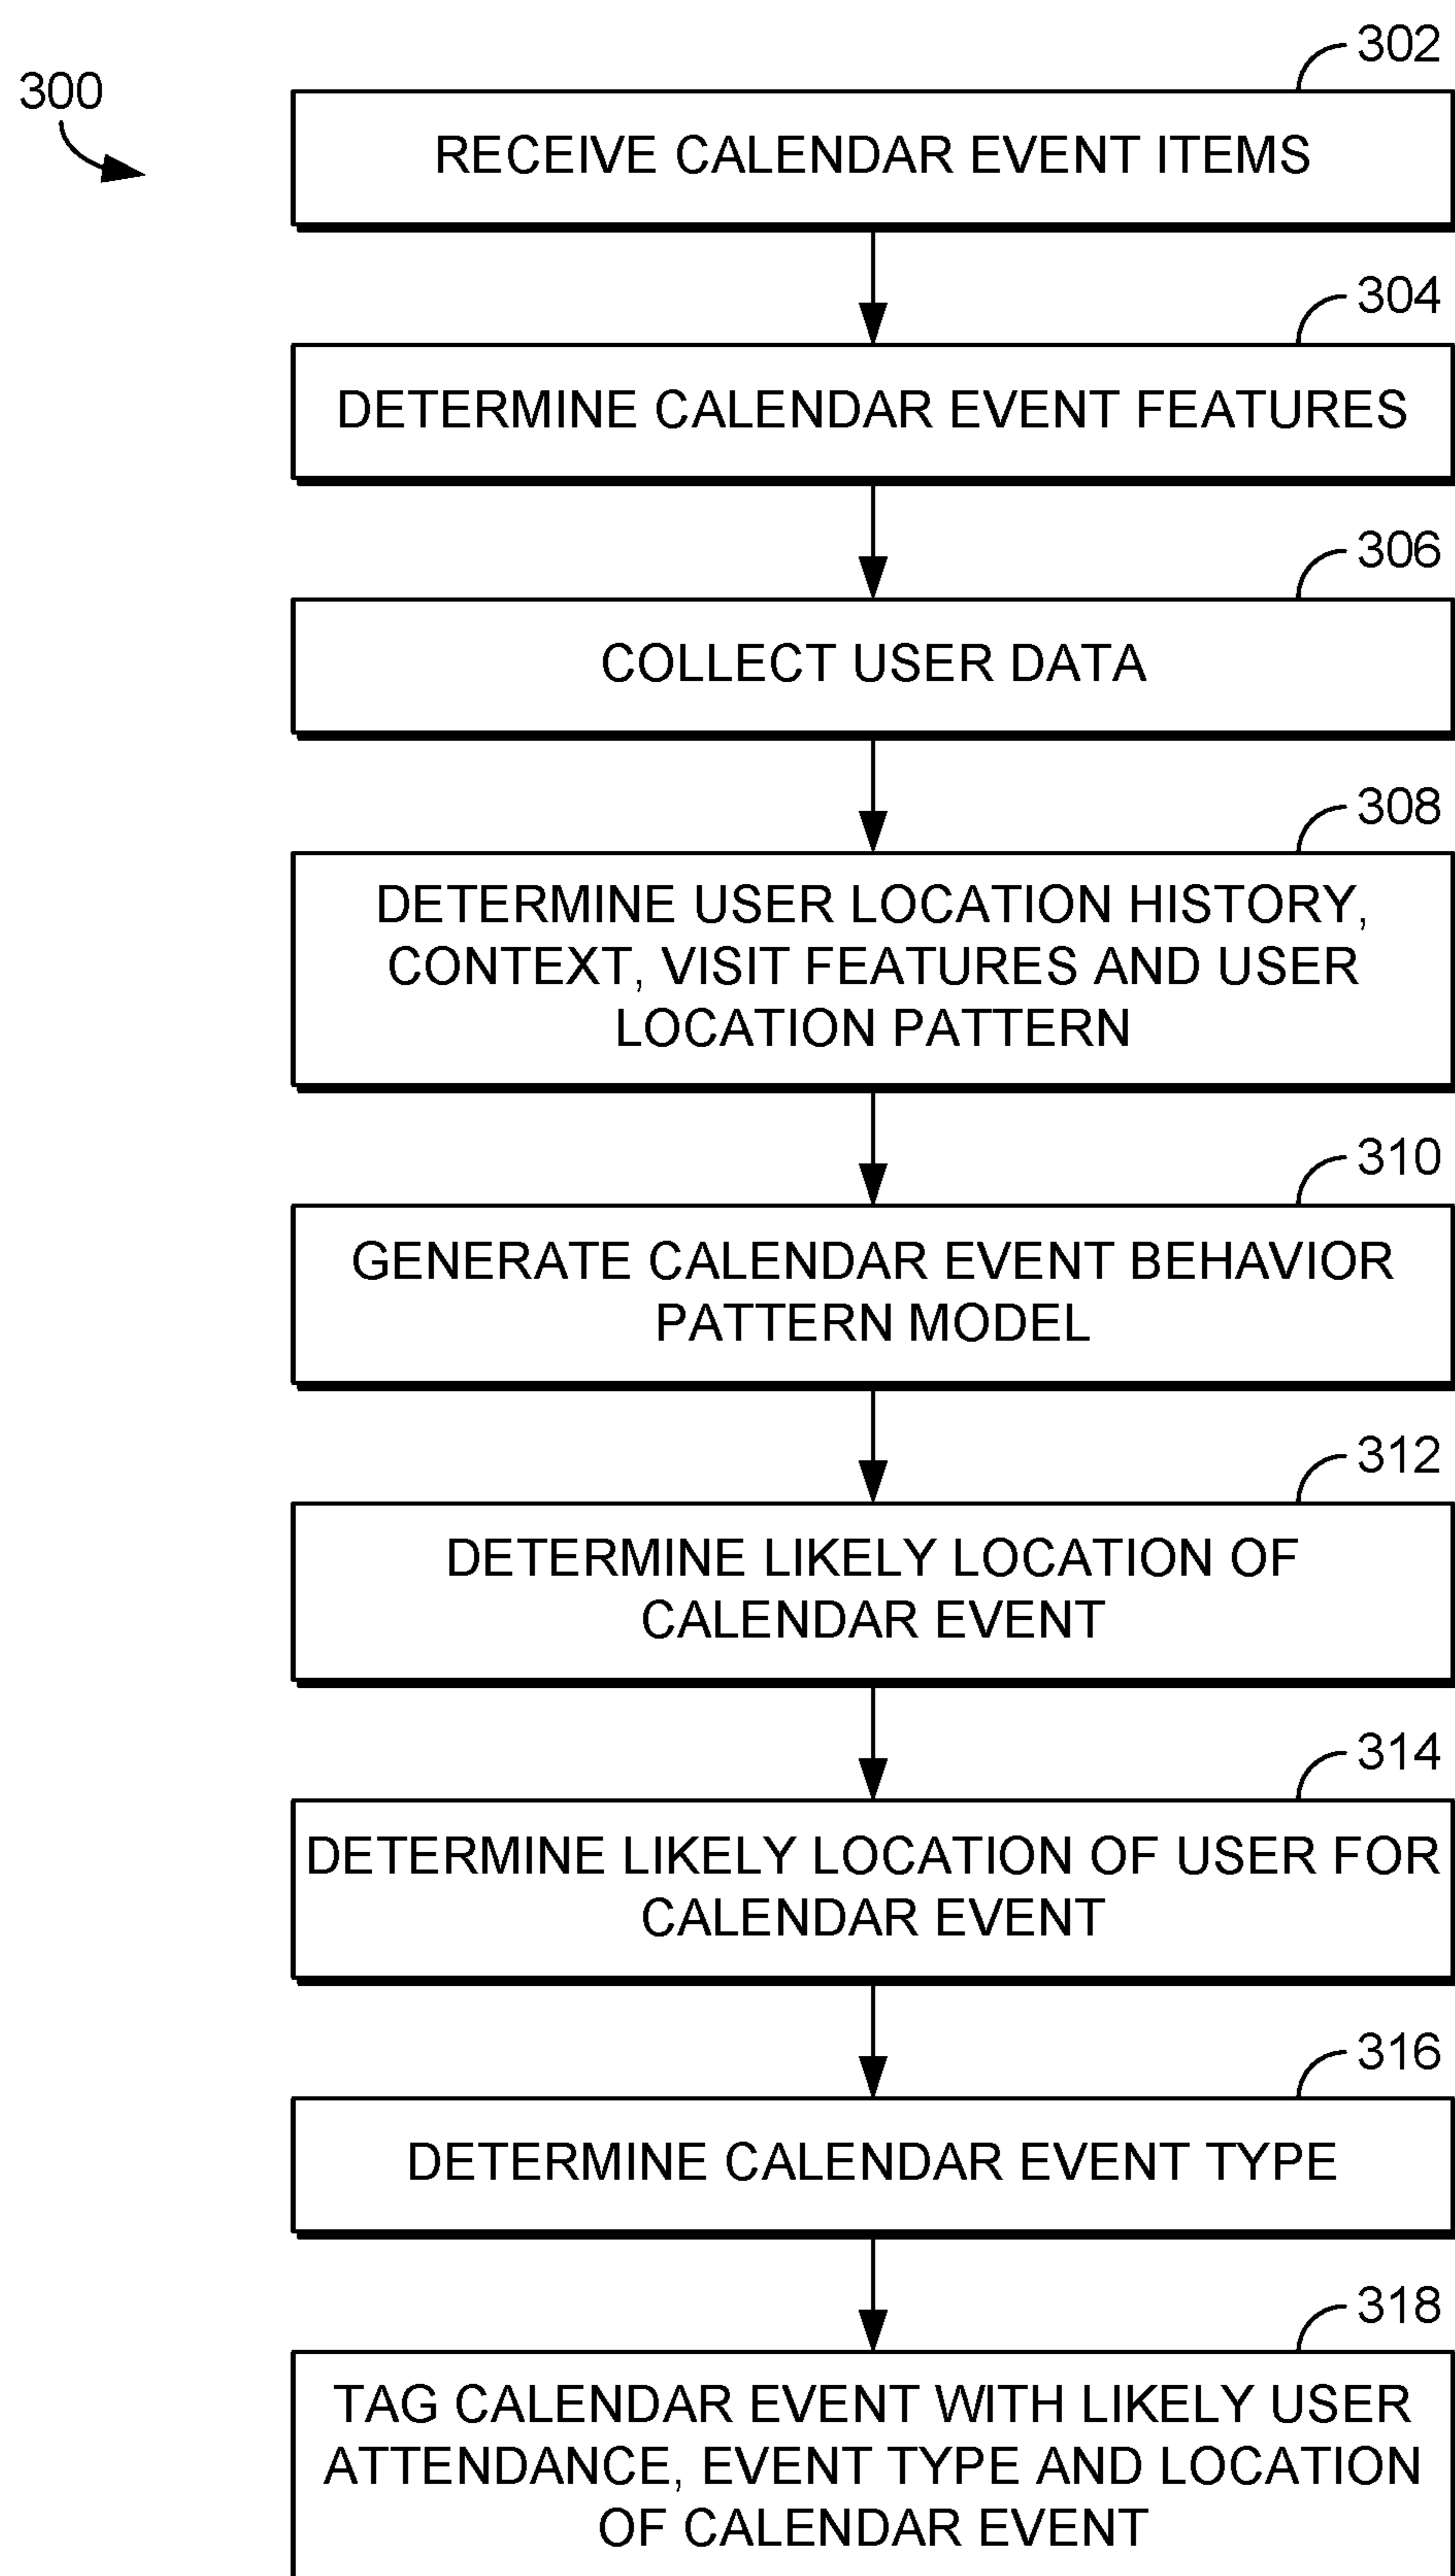 300
302
RECEIVE CALENDAR EVENT ITEMS
304
DETERMINE CALENDAR EVENT FEATURES
306
COLLECT USER DATA
308
DETERMINE USER LOCATION HISTORY,
CONTEXT, VISIT FEATURES AND USER
LOCATION PATTERN
310
GENERATE CALENDAR EVENT BEHAVIOR
PATTERN MODEL
312
DETERMINE LIKELY LOCATION OF
CALENDAR EVENT
314
DETERMINE LIKELY LOCATION OF USER FOR
CALENDAR EVENT
316
DETERMINE CALENDAR EVENT TYPE
318
TAG CALENDAR EVENT WITH LIKELY USER
ATTENDANCE, EVENT TYPE AND LOCATION
OF CALENDAR EVENT